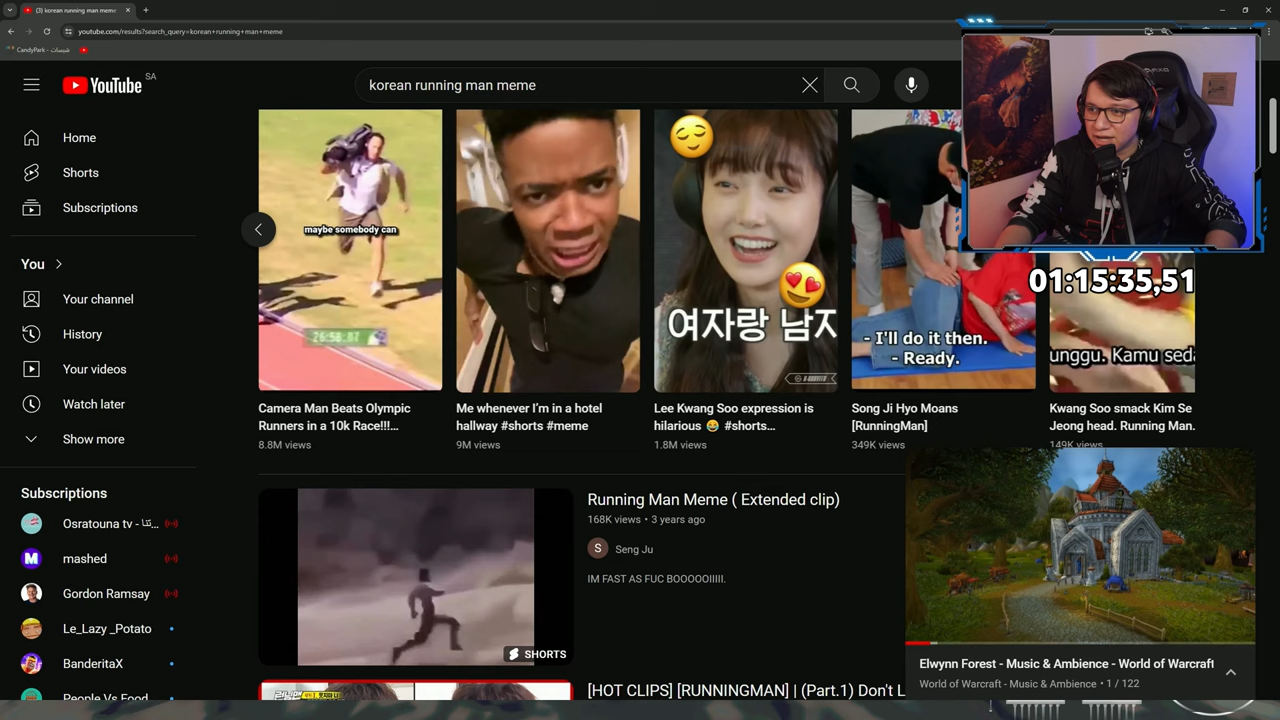 (3) korean running man meme
youtube.com/results?search_query=korean+running+man+meme
CandyPark - شبسات
YouTube SA
korean running man meme
Home
Shorts
Subscriptions
You
Your channel
History
Your videos
Watch later
Show more
Subscriptions
mashed
Gordon Ramsay
Le_Lazy _Potato
BanderitaX
People Vs Food
maybe somebody can
26:58.07
여자랑 남자
- I'll do it then.
- Ready.
01:15:35,51
unggu. Kamu seda
Camera Man Beats Olympic
Runners in a 10k Race!!!...
8.8M views
Me whenever I'm in a hotel
hallway #shorts #meme
9M views
Lee Kwang Soo expression is
hilarious 😂 #shorts...
1.8M views
Song Ji Hyo Moans
[RunningMan]
349K views
Kwang Soo smack Kim Se
Jeong head. Running Man.
149K views
SHORTS
Running Man Meme ( Extended clip)
168K views • 3 years ago
S Seng Ju
IM FAST AS FUC BOOOOOIIIII.
[HOT CLIPS] [RUNNINGMAN] | (Part.1) Don't L
Elwynn Forest - Music & Ambience - World of Warcraft
World of Warcraft - Music & Ambience • 1 / 122